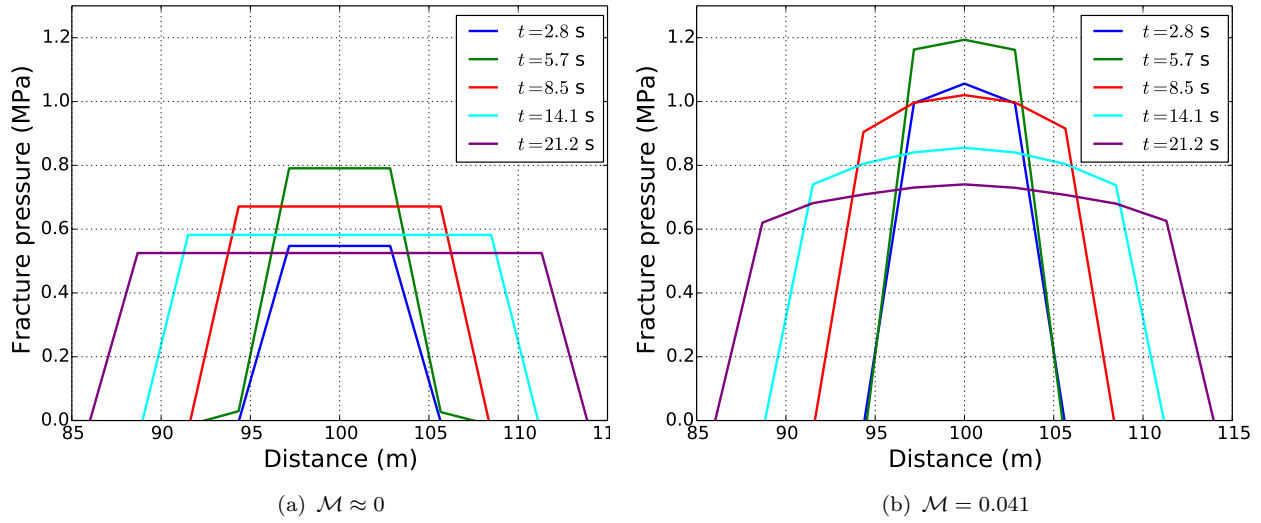 1.2
1.0
0.8
0.6
0.4
0.2
0.0
Fracture pressure (MPa)
t=2.8 s
t=5.7 s
t=8.5 s
t=14.1 s
t=21.2 s
85 90 95 100 105 110 11
Distance (m)
(a) ℳ ≈ 0
1.2
1.0
0.8
0.6
0.4
0.2
0.0
Fracture pressure (MPa)
t=2.8 s
t=5.7 s
t=8.5 s
t=14.1 s
t=21.2 s
85 90 95 100 105 110 115
Distance (m)
(b) ℳ = 0.041